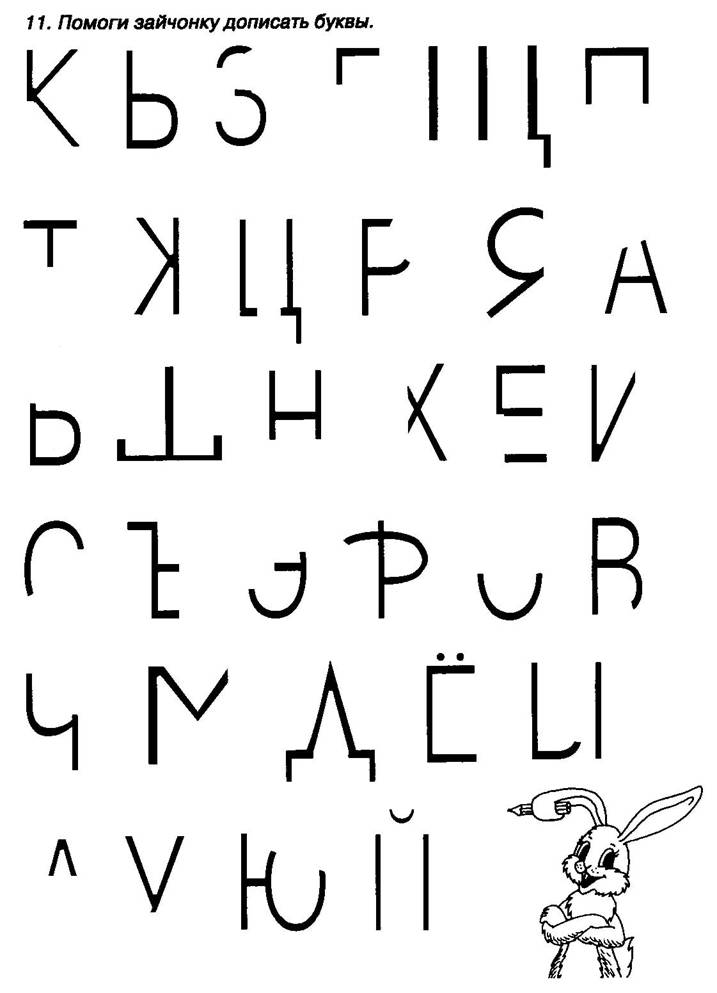 11. Помоги зайчонку дописать буквы.
К Б З Г Щ П
Т Ж Ц Р Я А
Ь Ш Н Х Е И
С Ъ Э Ф О В
Ч М Д Ё Ы
Л У Ю Й